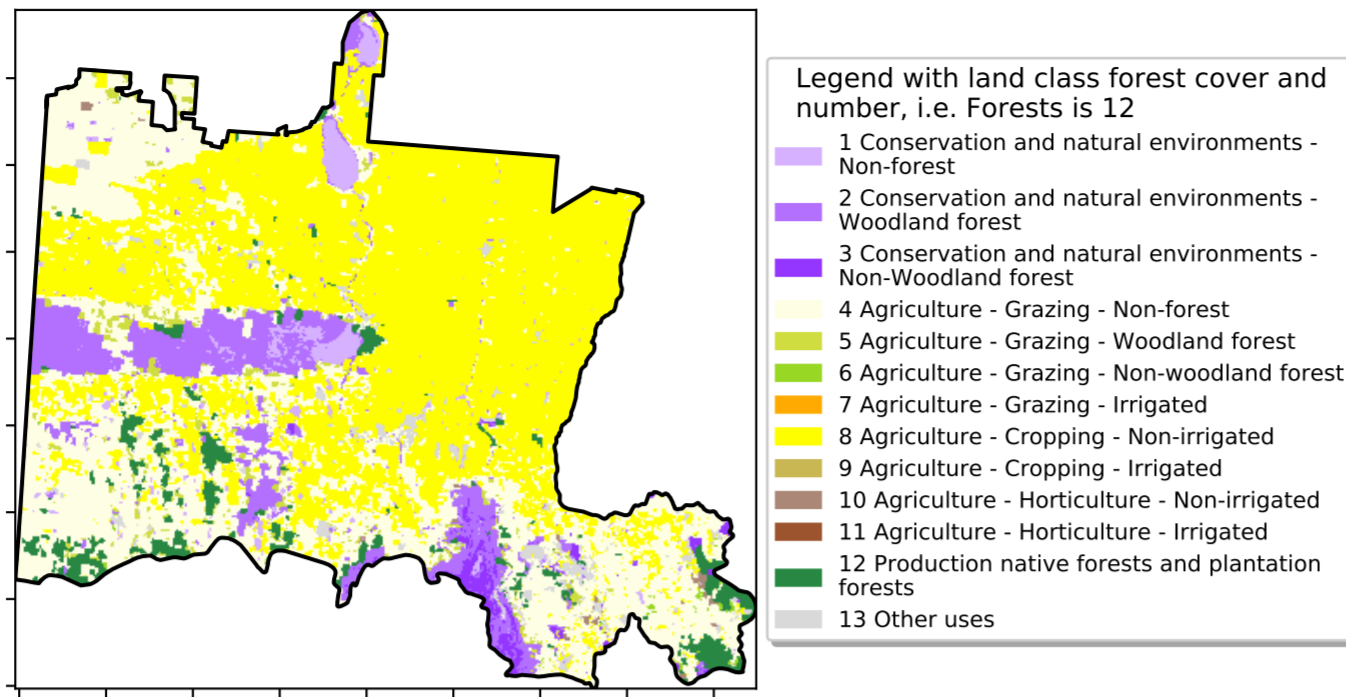 Legend with land class forest cover and
number, i.e. Forests is 12
1 Conservation and natural environments -
Non-forest
2 Conservation and natural environments -
Woodland forest
3 Conservation and natural environments -
Non-Woodland forest
4 Agriculture - Grazing - Non-forest
5 Agriculture - Grazing - Woodland forest
6 Agriculture - Grazing - Non-woodland forest
7 Agriculture - Grazing - Irrigated
8 Agriculture - Cropping - Non-irrigated
9 Agriculture - Cropping - Irrigated
10 Agriculture - Horticulture - Non-irrigated
11 Agriculture - Horticulture - Irrigated
12 Production native forests and plantation
forests
13 Other uses